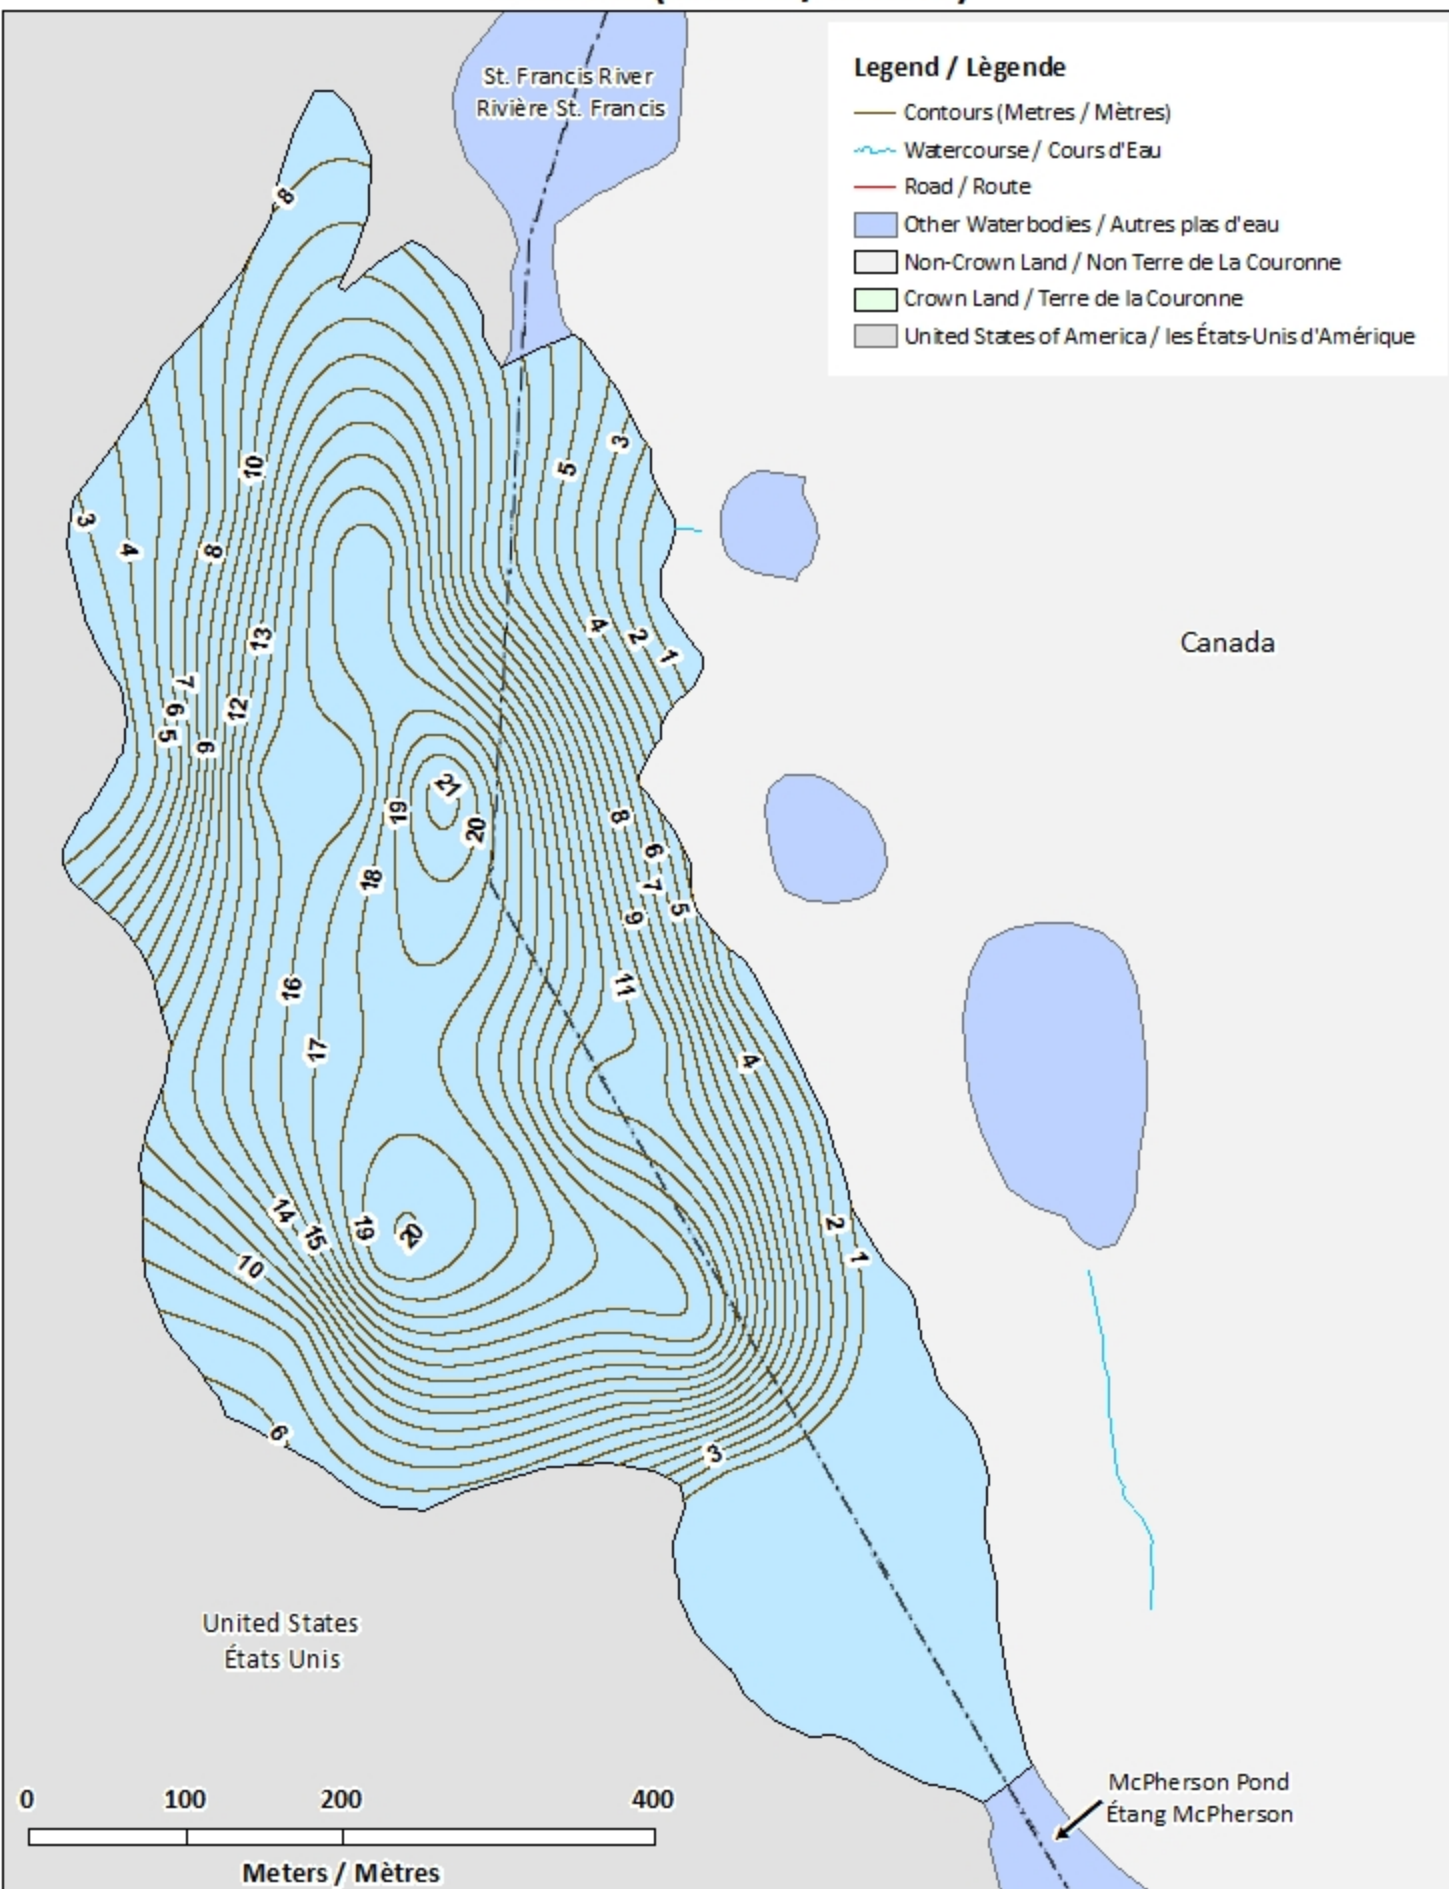 St. Francis River
Rivière St. Francis
Legend / Lègende
Contours (Metres / Mètres)
Watercourse / Cours d'Eau
Road / Route
Other Waterbodies / Autres plas d'eau
Non-Crown Land / Non Terre de La Couronne
Crown Land / Terre de la Couronne
United States of America / les États-Unis d'Amérique
8
3
10
5
3
4
8
4
2
1
13
Canada
7
6
12
5
9
21
19
20
8
6
7
18
5
9
16
11
17
4
14
19
20
2
15
1
10
6
3
United States
États Unis
McPherson Pond
Étang McPherson
0 100 200 400
Meters / Mètres